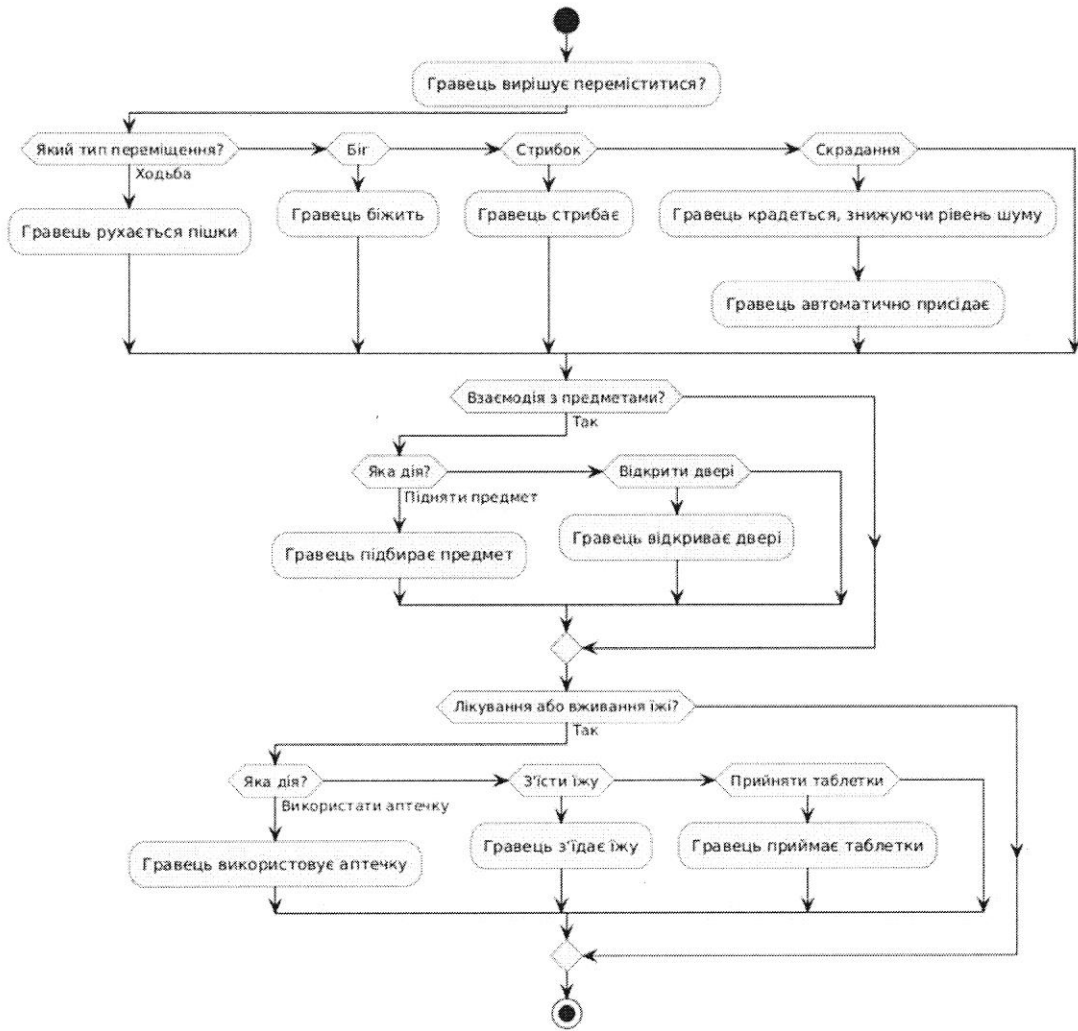 Гравець вирішує переміститися?
Який тип переміщення?
Біг
Стрибок
Скрадання
Ходьба
Гравець рухається пішки
Гравець біжить
Гравець стрибає
Гравець крадеться, знижуючи рівень шуму
Гравець автоматично присідає
Взаємодія з предметами?
Так
Яка дія?
Відкрити двері
Підняти предмет
Гравець підбирає предмет
Гравець відкриває двері
Лікування або вживання їжі?
Так
Яка дія?
З'їсти їжу
Прийняти таблетки
Використати аптечку
Гравець використовує аптечку
Гравець з'їдає їжу
Гравець приймає таблетки